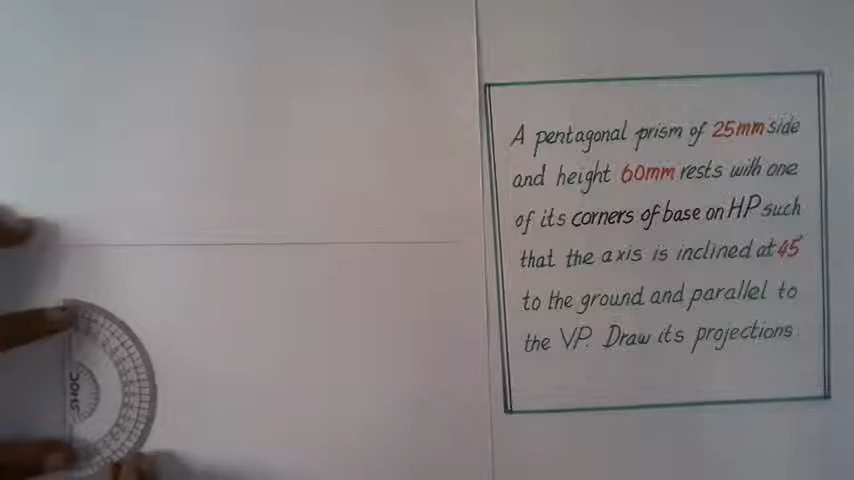 A pentagonal prism of 25mm side
and height 60mm rests with one
of its corners of base on HP such
that the axis is inclined at 45°
to the ground and parallel to
the VP. Draw its projections.